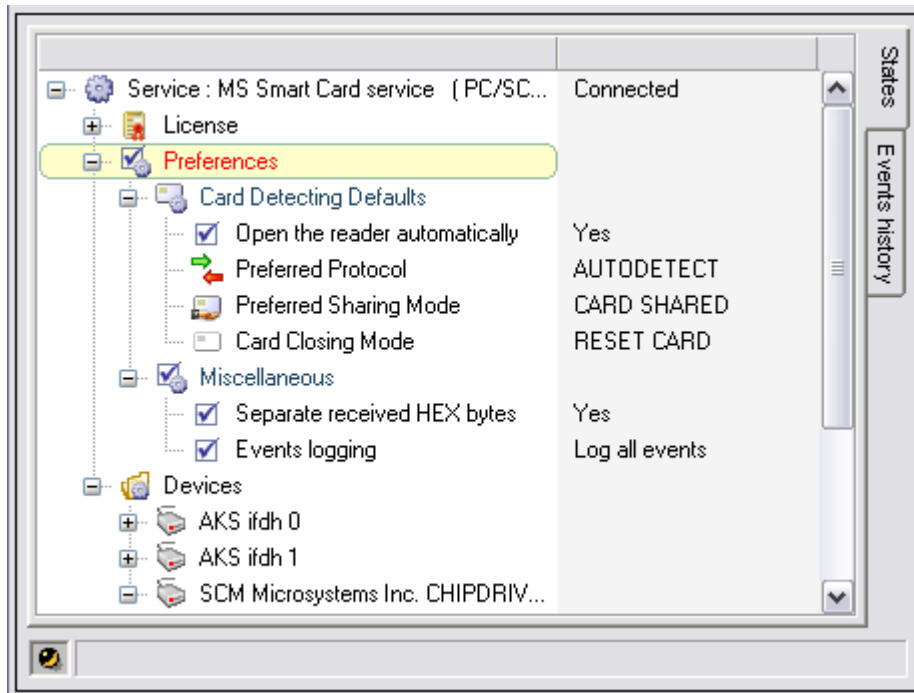 Service : MS Smart Card service ( PC/SC... Connected
License
Preferences
Card Detecting Defaults
Open the reader automatically Yes
Preferred Protocol AUTODETECT
Preferred Sharing Mode CARD SHARED
Card Closing Mode RESET CARD
Miscellaneous
Separate received HEX bytes Yes
Events logging Log all events
Devices
AKS ifdh 0
AKS ifdh 1
SCM Microsystems Inc. CHIPDRIV...
States
Events history